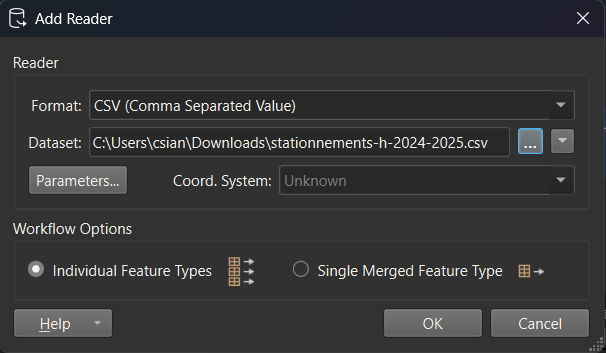 Add Reader
Reader
Format: CSV (Comma Separated Value)
Dataset: C:\Users\csian\Downloads\stationnements-h-2024-2025.csv ...
Parameters... Coord. System: Unknown
Workflow Options
Individual Feature Types Single Merged Feature Type
Help OK Cancel